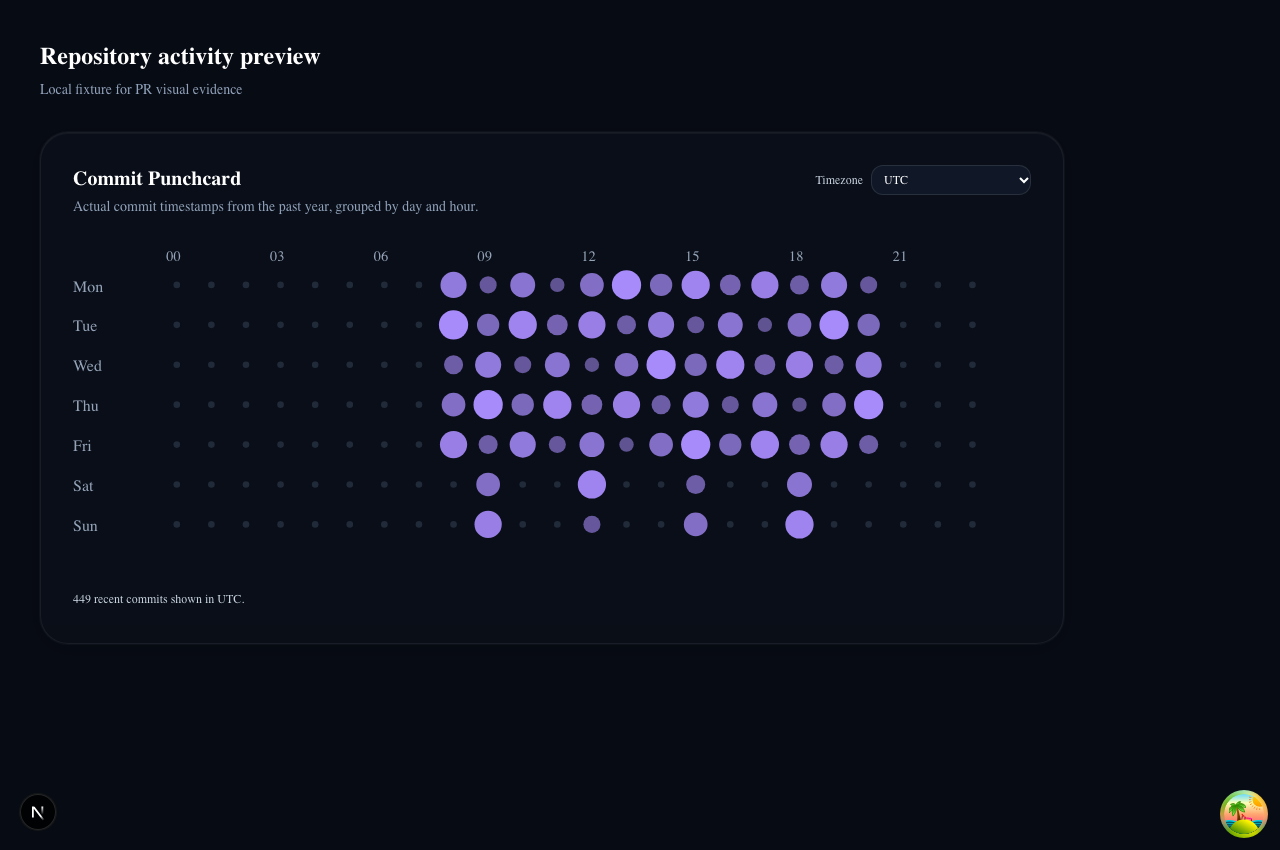 Repository activity preview
Local fixture for PR visual evidence
Commit Punchcard
Timezone UTC
Actual commit timestamps from the past year, grouped by day and hour.
00 03 06 09 12 15 18 21
Mon
Tue
Wed
Thu
Fri
Sat
Sun
449 recent commits shown in UTC.
N